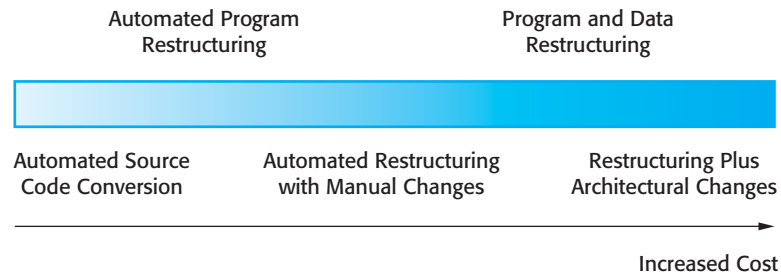 Automated Program
Restructuring
Program and Data
Restructuring
Automated Source
Code Conversion
Automated Restructuring
with Manual Changes
Restructuring Plus
Architectural Changes
Increased Cost